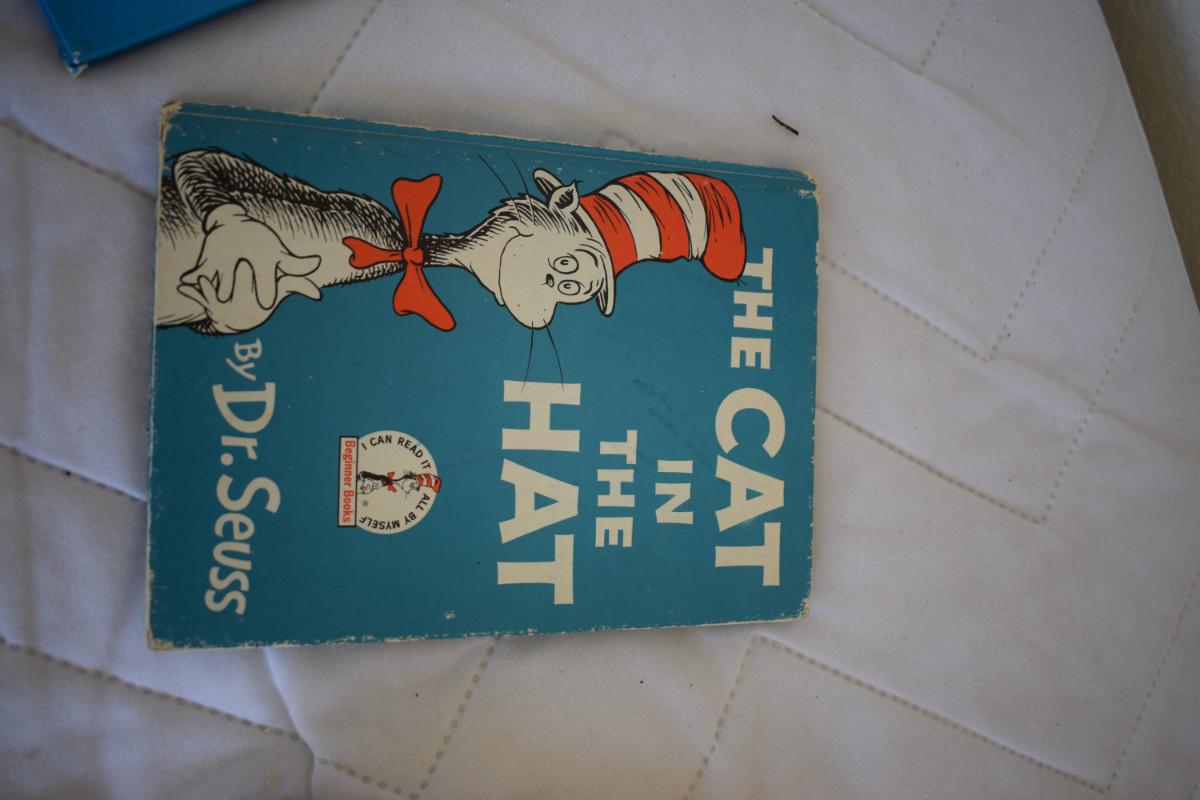 THE CAT
IN
THE
HAT
I CAN READ IT ALL BY MYSELF
Beginner Books
®
By Dr. Seuss